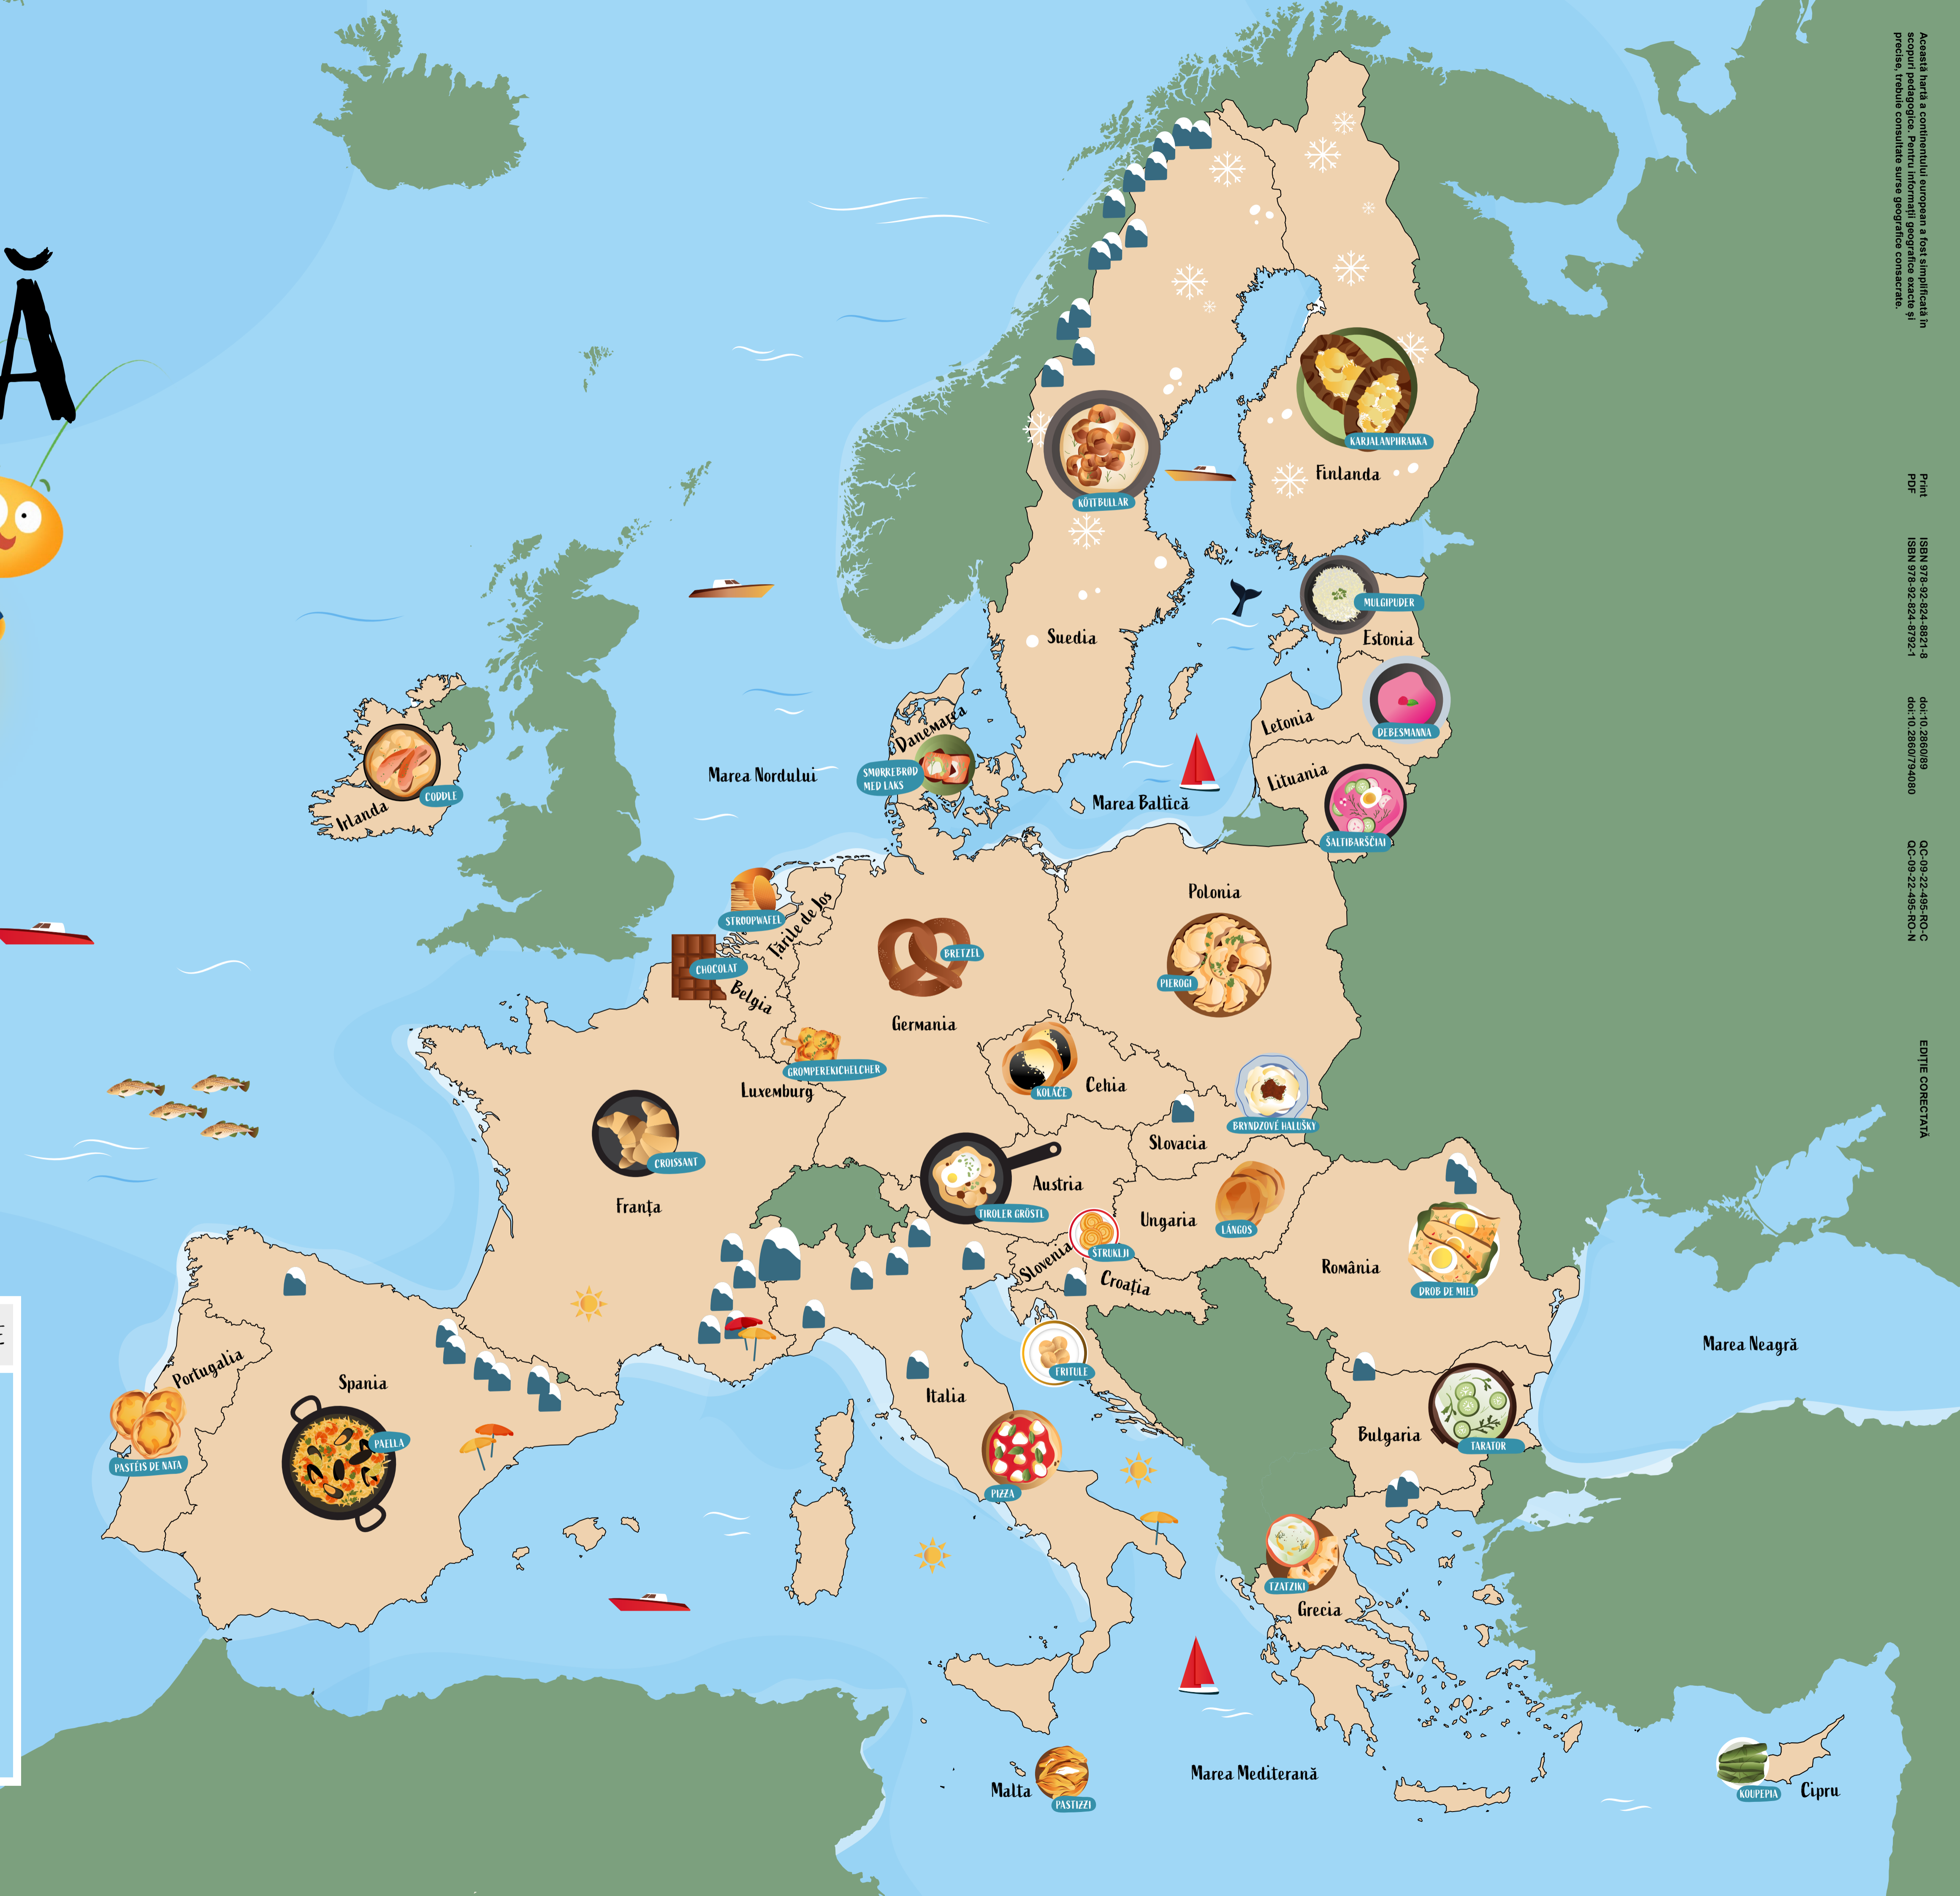 Ă
Această hartă a continentului european a fost simplificată în
scopuri pedagogice. Pentru informații geografice exacte și
precise, trebuie consultate surse geografice consacrate.
Print
PDF
ISBN 978-92-824-8821-8
ISBN 978-92-824-8792-1
doi:10.2860/89
doi:10.2860/794080
QC-09-22-495-RO-C
QC-09-22-495-RO-N
EDIȚIE CORECTATĂ
KARJALANPIIRAKKA
Finlanda
KÖTTBULLAR
Suedia
MULGIPUDER
Estonia
Letonia
DEBESMANNA
Lituania
ŠALTIBARŠČIAI
Danemarca
SMØRREBRØD
MED LAKS
Marea Nordului
Marea Baltică
CODDLE
Irlanda
STROOPWAFEL
Țările de Jos
CHOCOLAT
Belgia
BRETZEL
Germania
Polonia
PIEROGI
GROMPEREKICHELCHER
Luxemburg
KOLÁČE
Cehia
BRYNDZOVÉ HALUŠKY
Slovacia
CROISSANT
Franța
TIROLER GRÖSTL
Austria
Ungaria
LÁNGOS
ŠTRUKLJI
Slovenia
Croația
FRITULE
România
DROB DE MIEL
Marea Neagră
Portugalia
PASTÉIS DE NATA
Spania
PAELLA
Italia
PIZZA
Bulgaria
TARATOR
TZATZIKI
Grecia
Malta
PASTIZZI
Marea Mediterană
KOUPEPIA
Cipru